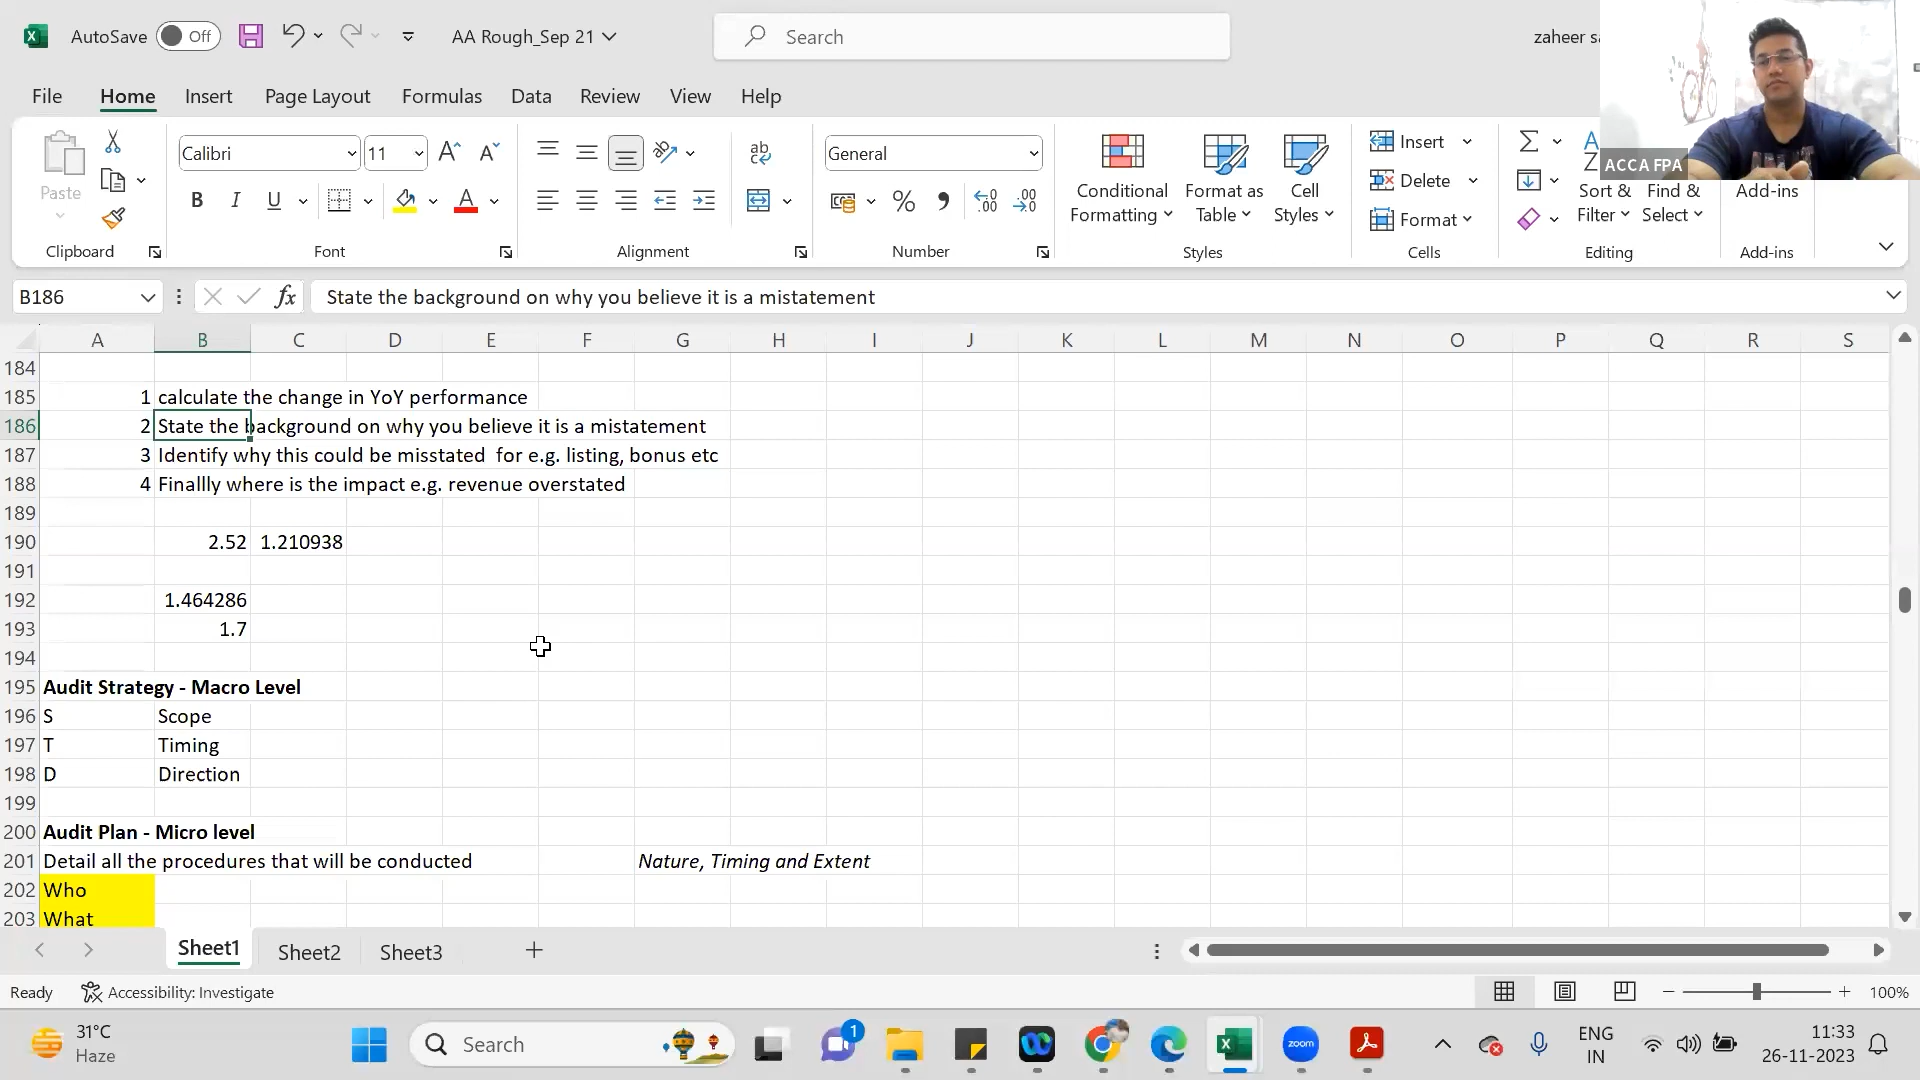 AutoSave Off AA Rough_Sep 21 Search zaheer sa
File Home Insert Page Layout Formulas Data Review View Help
ACCA FPA
Paste
Calibri 11
General
B I U
Conditional Formatting
Format as Table
Cell Styles
Insert
Delete
Format
Sort & Filter
Find & Select
Add-ins
Clipboard Font Alignment Number Styles Cells Editing Add-ins
B186 fx State the background on why you believe it is a mistatement
A B C D E F G H I J K L M N O P Q R S
184
185 1 calculate the change in YoY performance
186 2 State the background on why you believe it is a mistatement
187 3 Identify why this could be misstated for e.g. listing, bonus etc
188 4 Finallly where is the impact e.g. revenue overstated
189
190 2.52 1.210938
191
192 1.464286
193 1.7
194
195 Audit Strategy - Macro Level
196 S Scope
197 T Timing
198 D Direction
199
200 Audit Plan - Micro level
201 Detail all the procedures that will be conducted Nature, Timing and Extent
202 Who
203 What
Sheet1 Sheet2 Sheet3
Ready Accessibility: Investigate 100%
31°C
Haze
Search
1
zoom
ENG
IN
11:33
26-11-2023